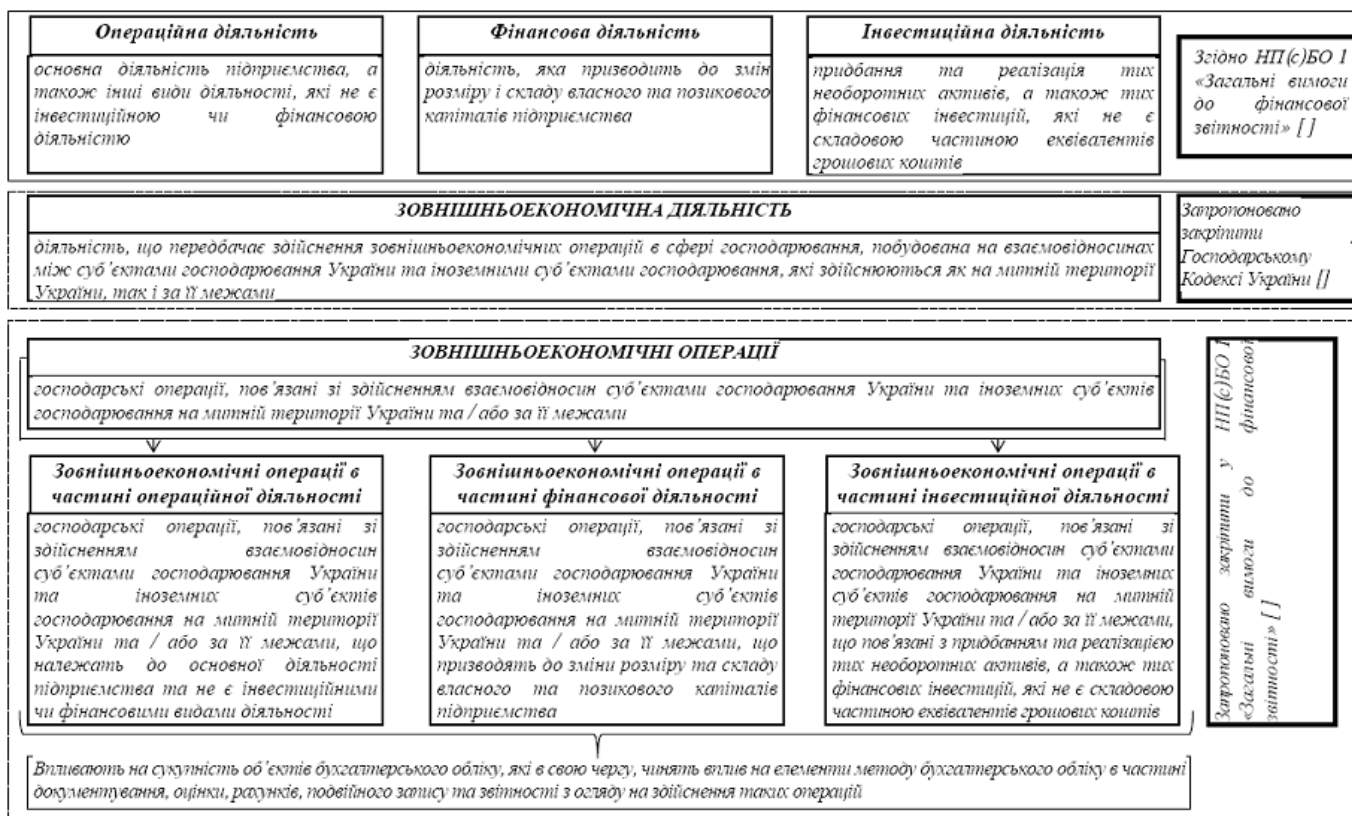 Операційна діяльність
основна діяльність підприємства, а
також інші види діяльності, які не є
інвестиційною чи фінансовою
діяльністю
Фінансова діяльність
діяльність, яка призводить до змін
розміру і складу власного та позикового
капіталів підприємства
Інвестиційна діяльність
придбання та реалізація тих
необоротних активів, а також тих
фінансових інвестицій, які не є
складовою частиною еквівалентів
грошових коштів
Згідно НП(с)БО 1
«Загальні вимоги
до фінансової
звітності» [ ]
ЗОВНІШНЬОЕКОНОМІЧНА ДІЯЛЬНІСТЬ
діяльність, що передбачає здійснення зовнішньоекономічних операцій в сфері господарювання, побудована на взаємовідносинах
між суб’єктами господарювання України та іноземними суб’єктами господарювання, які здійснюються як на митній території
України, так і за її межами
Запропоновано
закріпити
Господарському
Кодексі України []
ЗОВНІШНЬОЕКОНОМІЧНІ ОПЕРАЦІЇ
господарські операції, пов’язані зі здійсненням взаємовідносин суб’єктами господарювання України та іноземних суб’єктів
господарювання на митній території України та / або за її межами
Зовнішньоекономічні операції в
частині операційної діяльності
господарські операції, пов’язані зі
здійсненням взаємовідносин
суб’єктами господарювання України
та іноземних суб’єктів
господарювання на митній території
України та / або за її межами, що
належать до основної діяльності
підприємства та не є інвестиційними
чи фінансовими видами діяльності
Зовнішньоекономічні операції в
частині фінансової діяльності
господарські операції, пов’язані зі
здійсненням взаємовідносин
суб’єктами господарювання України
та іноземних суб’єктів
господарювання на митній території
України та / або за її межами, що
призводять до зміни розміру та складу
власного та позикового капіталів
підприємства
Зовнішньоекономічні операції в
частині інвестиційної діяльності
господарські операції, пов’язані зі
здійсненням взаємовідносин суб’єктами
господарювання України та іноземних
суб’єктів господарювання на митній
території України та / або за її межами,
що пов’язані з придбанням та реалізацією
тих необоротних активів, а також тих
фінансових інвестицій, які не є складовою
частиною еквівалентів грошових коштів
Запропоновано закріпити у НП(с)БО 1
«Загальні вимоги до фінансової
звітності» [ ]
Впливають на сукупність об’єктів бухгалтерського обліку, які в свою чергу, чинять вплив на елементи методу бухгалтерського обліку в частині
документування, оцінки, рахунків, подвійного запису та звітності з огляду на здійснення таких операцій